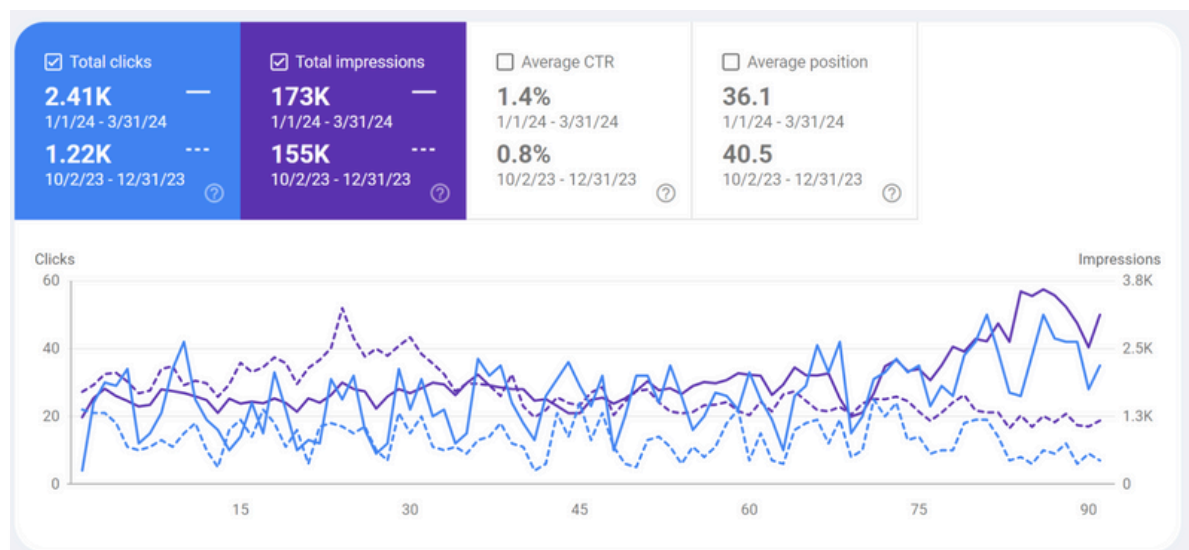 Total clicks
2.41K
1/1/24 - 3/31/24
1.22K
10/2/23 - 12/31/23
Total impressions
173K
1/1/24 - 3/31/24
155K
10/2/23 - 12/31/23
Average CTR
1.4%
1/1/24 - 3/31/24
0.8%
10/2/23 - 12/31/23
Average position
36.1
1/1/24 - 3/31/24
40.5
10/2/23 - 12/31/23
Clicks
60
40
20
0
Impressions
3.8K
2.5K
1.3K
0
15 30 45 60 75 90